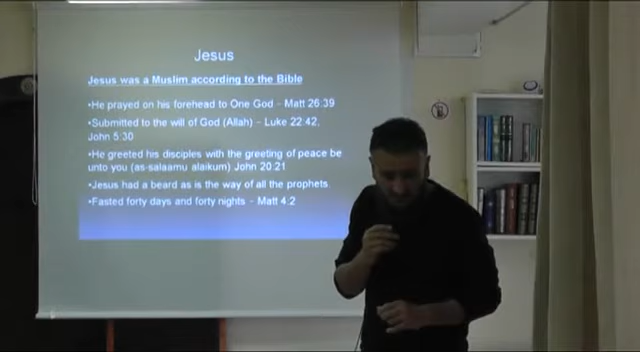 Jesus
Jesus was a Muslim according to the Bible
•He prayed on his forehead to One God – Matt 26:39
•Submitted to the will of God (Allah) – Luke 22:42,
John 5:30
•He greeted his disciples with the greeting of peace be
unto you (as-salaamu alaikum) John 20:21
•Jesus had a beard as is the way of all the prophets
•Fasted forty days and forty nights - Matt 4:2